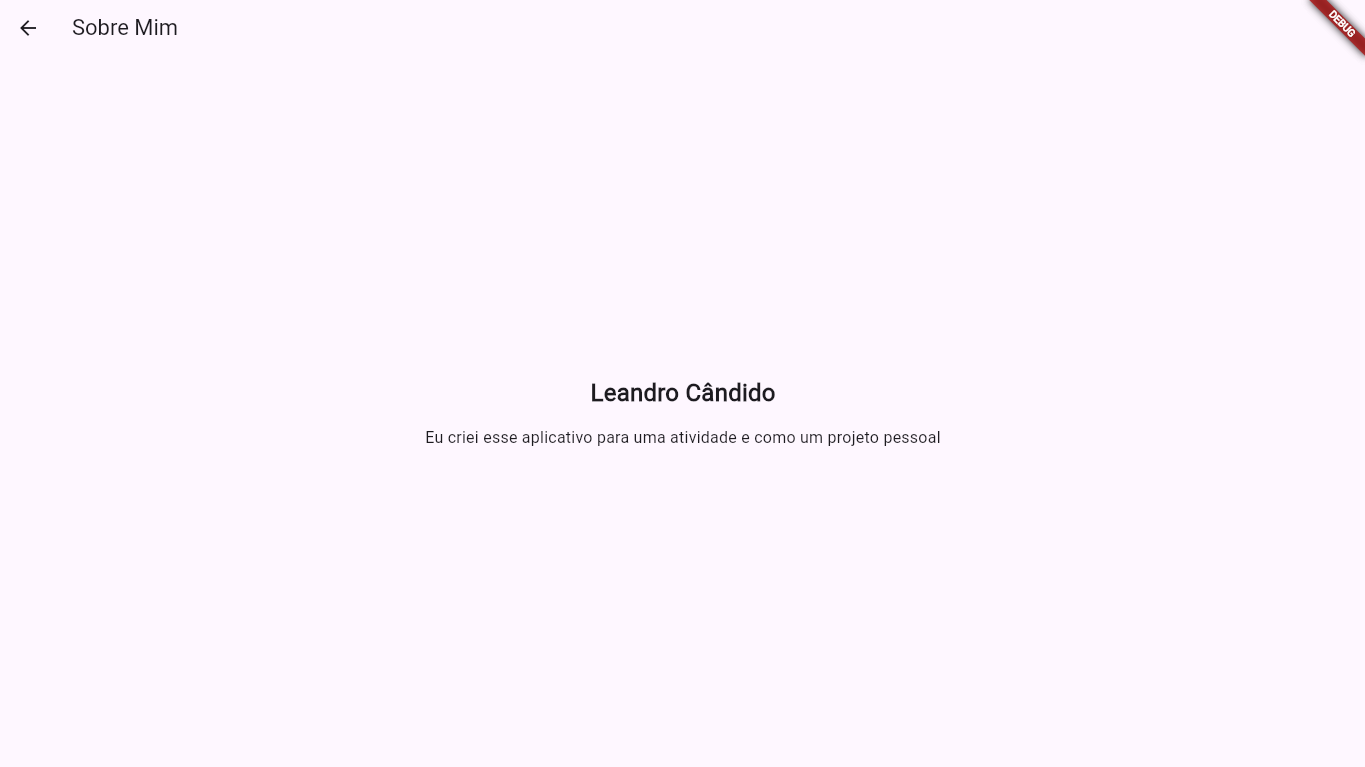 Sobre Mim
DEBUG
Leandro Cândido
Eu criei esse aplicativo para uma atividade e como um projeto pessoal